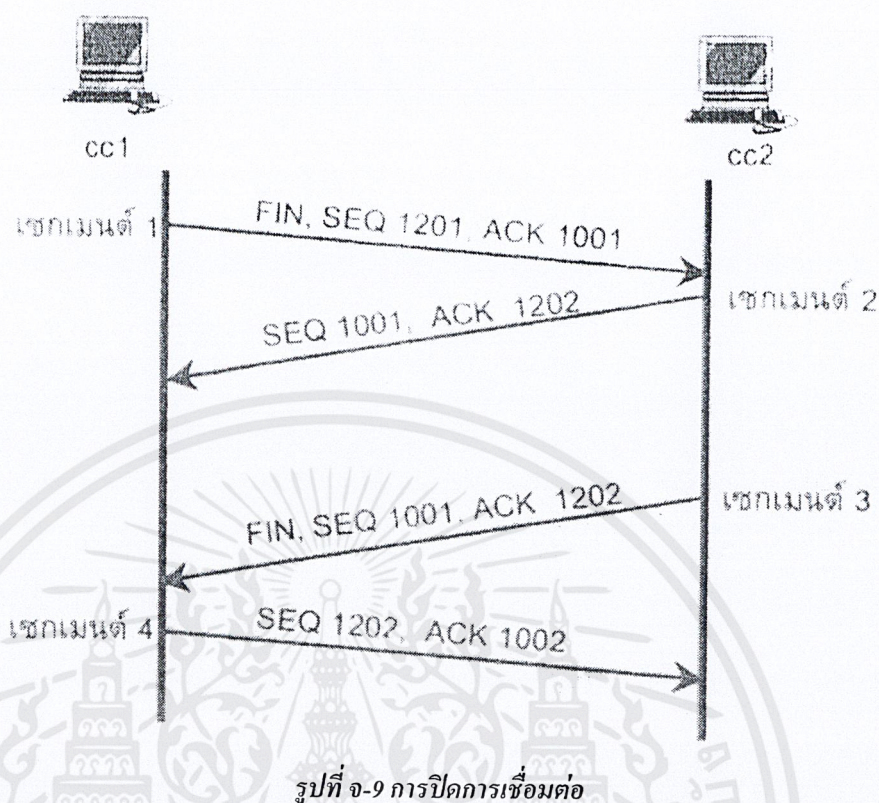 cc1
cc2
เซกเมนต์ 1
FIN, SEQ 1201, ACK 1001
เซกเมนต์ 2
SEQ 1001, ACK 1202
เซกเมนต์ 3
FIN, SEQ 1001, ACK 1202
เซกเมนต์ 4
SEQ 1202, ACK 1002
รูปที่ จ-9 การปิดการเชื่อมต่อ